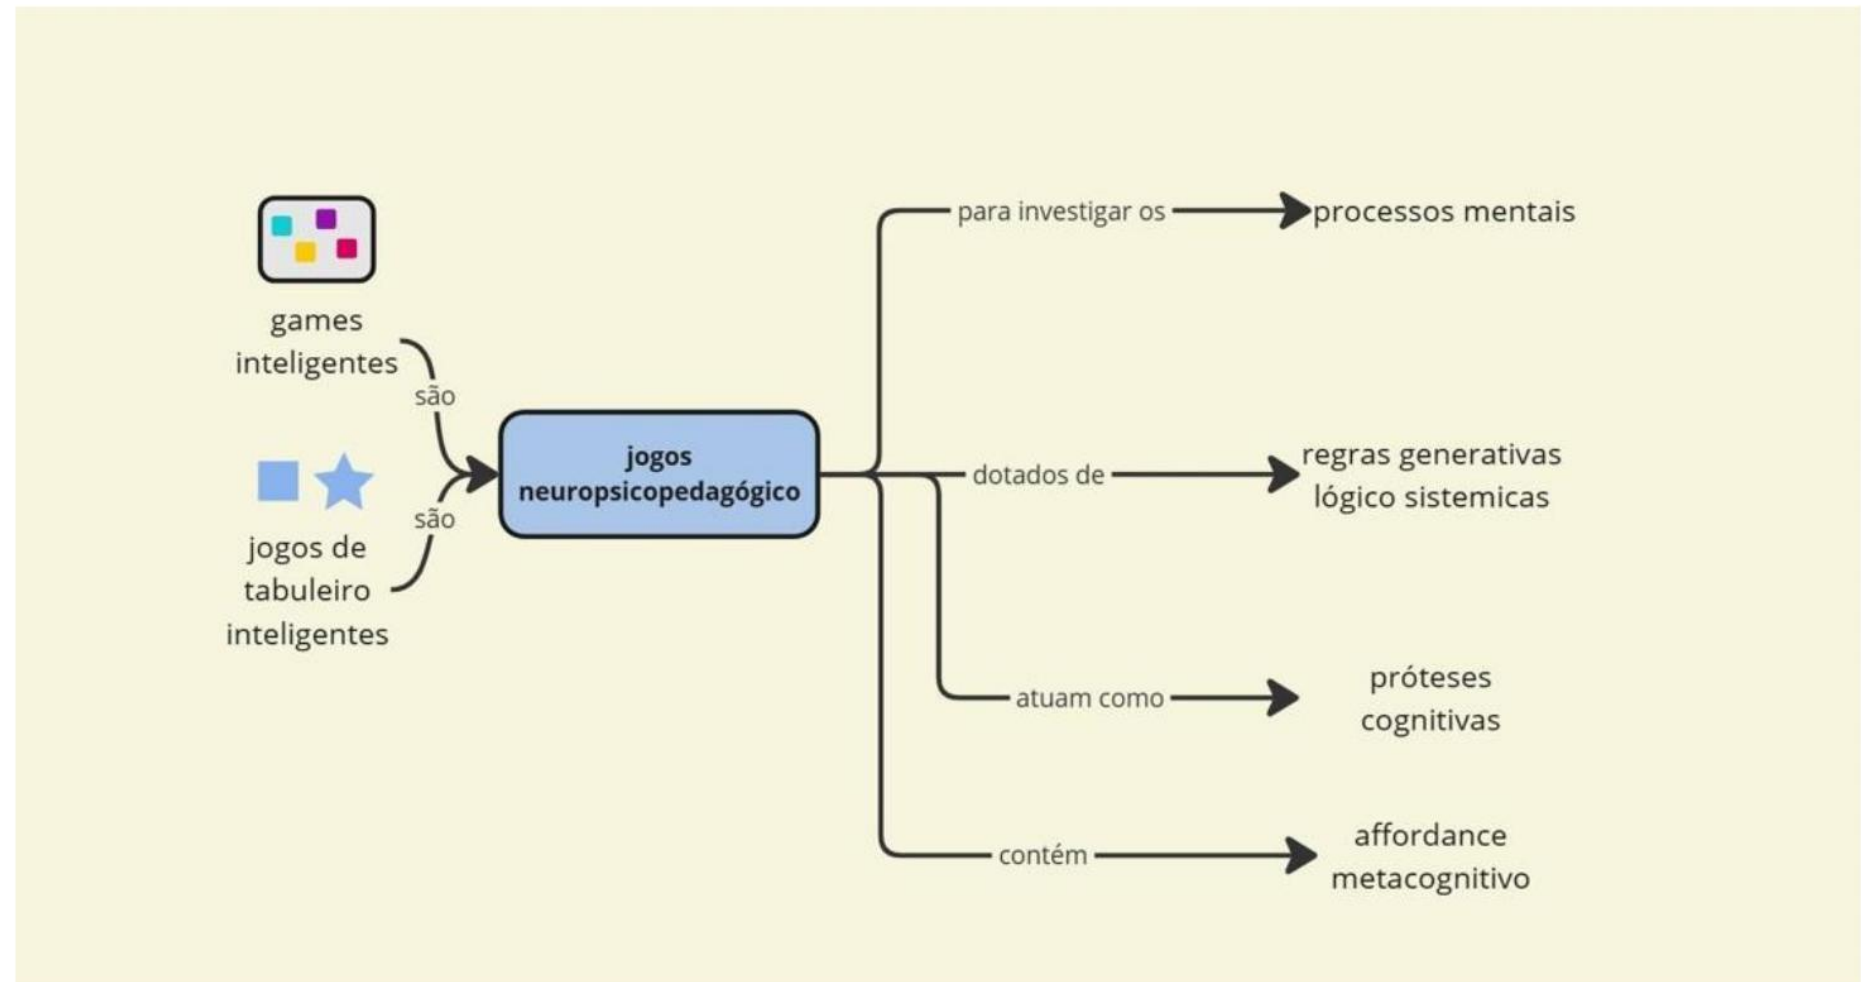 games
inteligentes
são
jogos de
tabuleiro
inteligentes
são
jogos
neuropsicopedagógico
para investigar os
processos mentais
dotados de
regras generativas
lógico sistemicas
atuam como
próteses
cognitivas
contém
affordance
metacognitivo